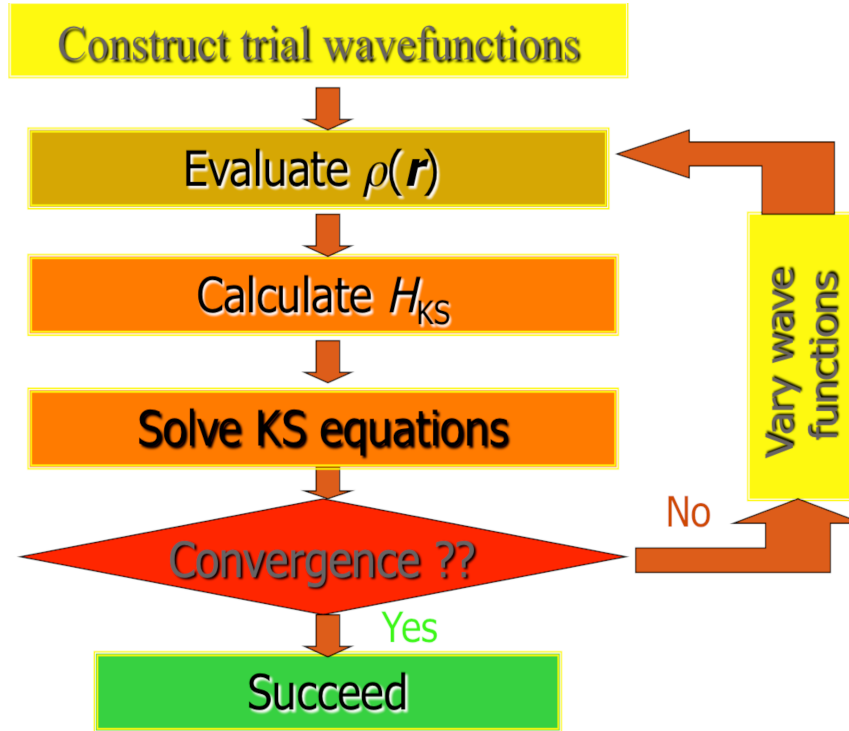 Construct trial wavefunctions
Evaluate ρ(r)
Calculate HKS
Solve KS equations
Convergence ??
No
Vary wave
functions
Yes
Succeed